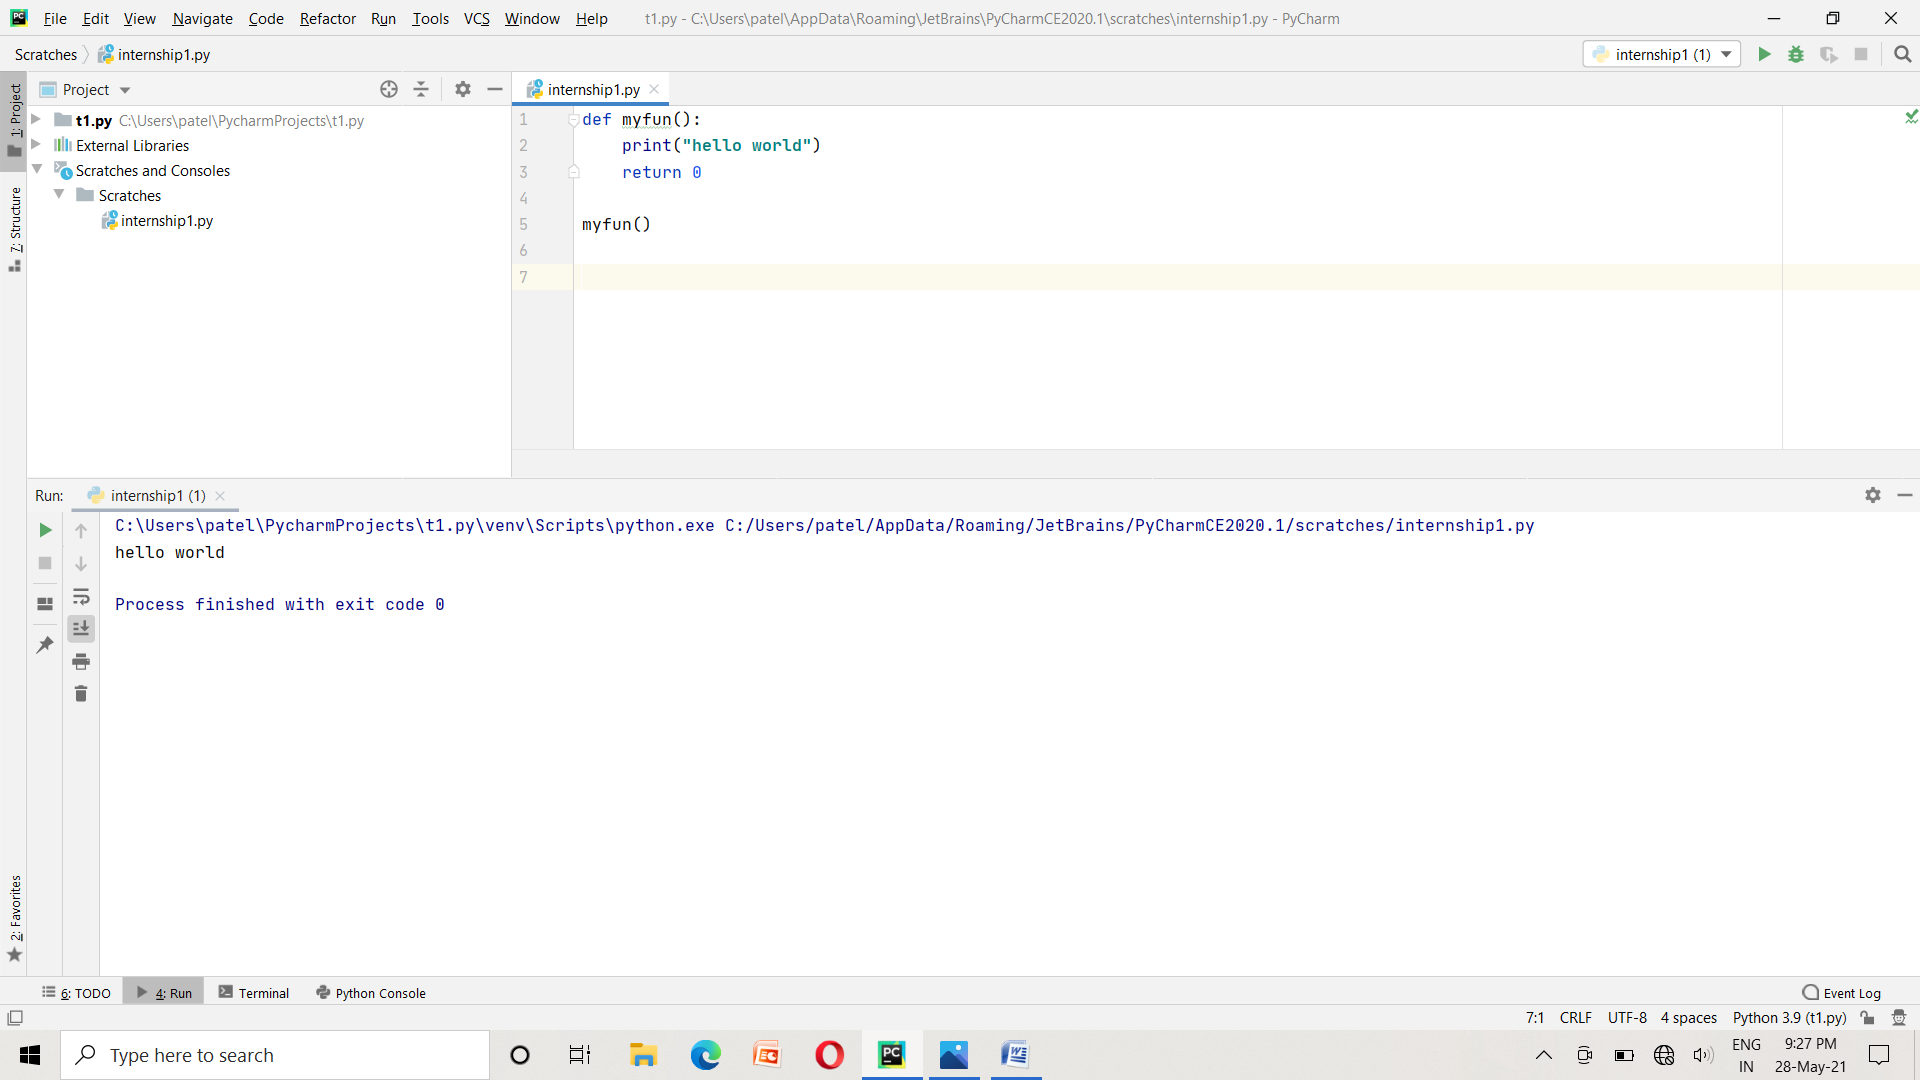 File Edit View Navigate Code Refactor Run Tools VCS Window Help t1.py - C:\Users\patel\AppData\Roaming\JetBrains\PyCharmCE2020.1\scratches\internship1.py - PyCharm
Scratches internship1.py internship1 (1)
Project
internship1.py
1: Project
t1.py C:\Users\patel\PycharmProjects\t1.py
External Libraries
Scratches and Consoles
Scratches
internship1.py
7: Structure
1 def myfun():
2 print("hello world")
3 return 0
4
5 myfun()
6
7
Run: internship1 (1)
C:\Users\patel\PycharmProjects\t1.py\venv\Scripts\python.exe C:/Users/patel/AppData/Roaming/JetBrains/PyCharmCE2020.1/scratches/internship1.py
hello world
Process finished with exit code 0
2: Favorites
6: TODO 4: Run Terminal Python Console Event Log
7:1 CRLF UTF-8 4 spaces Python 3.9 (t1.py)
Type here to search
PC
ENG
IN
9:27 PM
28-May-21